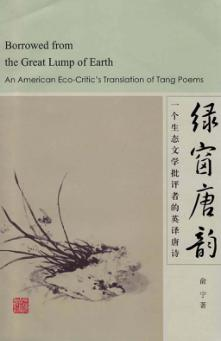 Borrowed from
the Great Lump of Earth
An American Eco-Critic's Translation of Tang Poems
绿窗唐韵
一个生态文学批评者的英译唐诗
俞宁 著